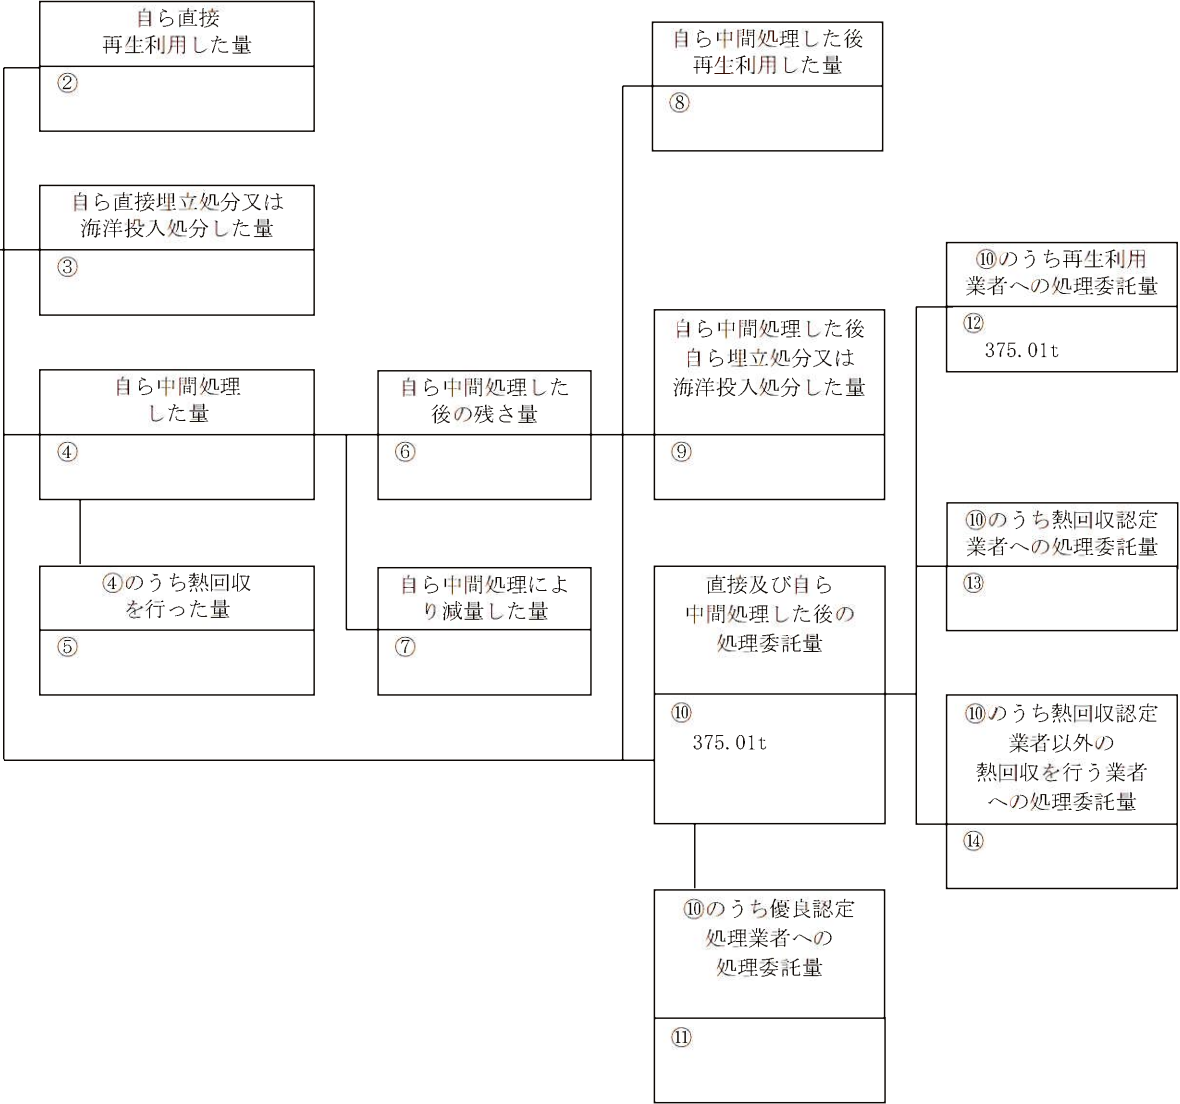 自ら直接
再生利用した量
②
自ら直接埋立処分又は
海洋投入処分した量
③
自ら中間処理
した量
④
④のうち熱回収
を行った量
⑤
自ら中間処理した
後の残さ量
⑥
自ら中間処理によ
り減量した量
⑦
自ら中間処理した後
再生利用した量
⑧
自ら中間処理した後
自ら埋立処分又は
海洋投入処分した量
⑨
直接及び自ら
中間処理した後の
処理委託量
⑩
375.01t
⑩のうち優良認定
処理業者への
処理委託量
⑪
⑩のうち再生利用
業者への処理委託量
⑫
375.01t
⑩のうち熱回収認定
業者への処理委託量
⑬
⑩のうち熱回収認定
業者以外の
熱回収を行う業者
への処理委託量
⑭